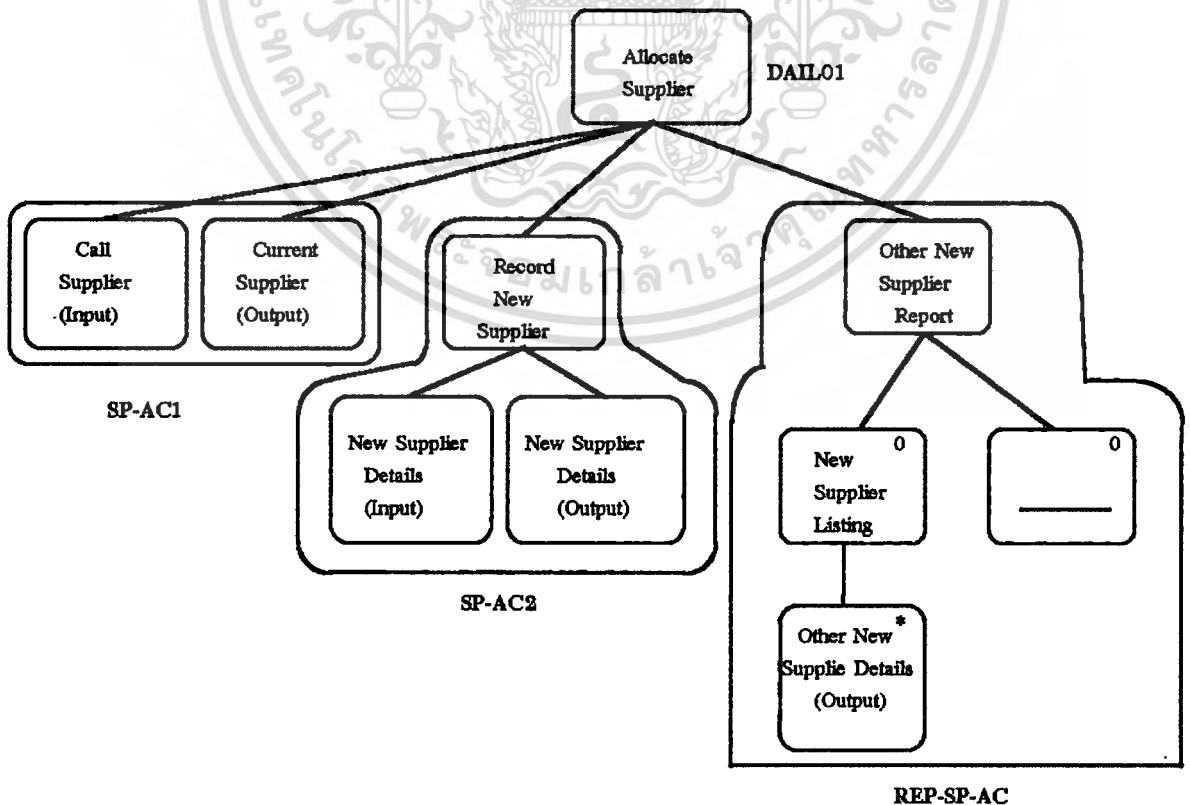 Allocate
Supplier
DAIL01
Call
Supplier
(Input)
Current
Supplier
(Output)
SP-AC1
Record
New
Supplier
New Supplier
Details
(Input)
New Supplier
Details
(Output)
SP-AC2
Other New
Supplier
Report
New
Supplier
Listing
0
0
Other New *
Supplie Details
(Output)
REP-SP-AC